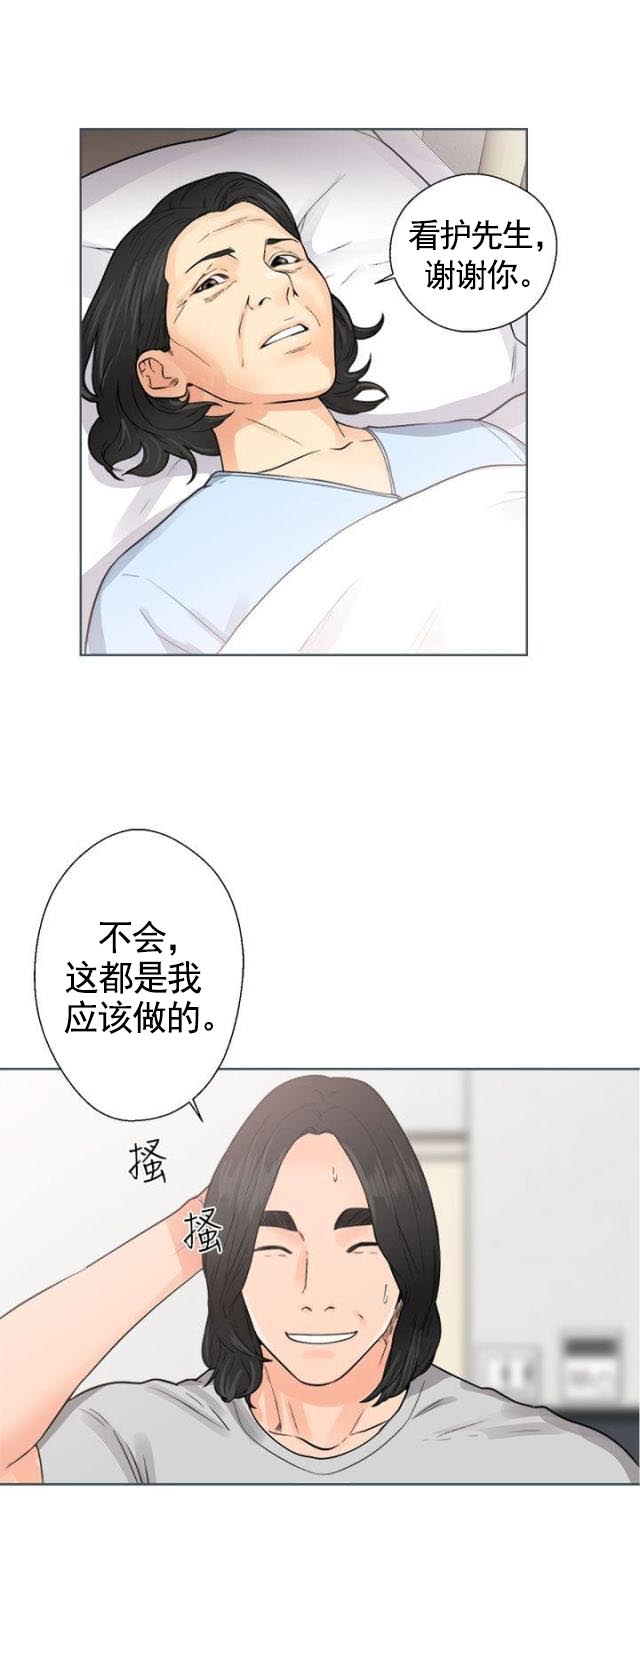 看护先生，
谢谢你。
不会，
这都是我
应该做的。
搔
搔